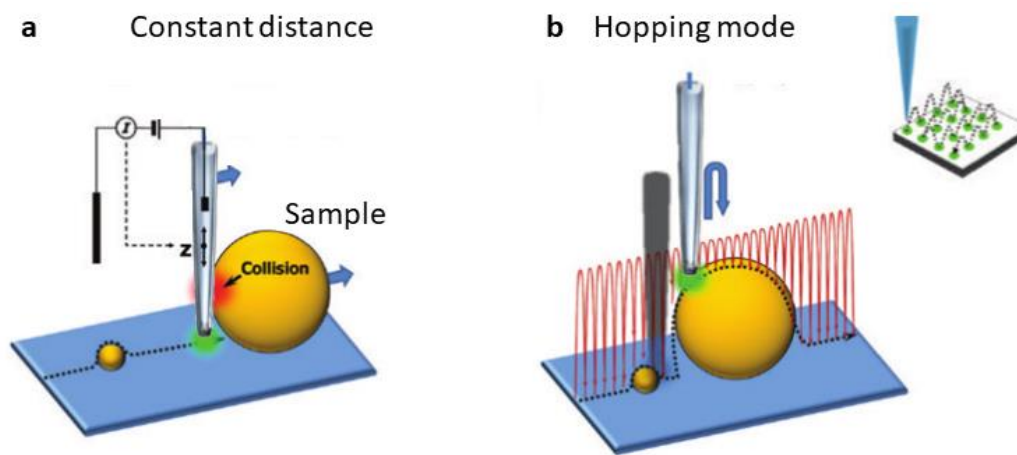 a Constant distance
b Hopping mode
I
Sample
z
Collision